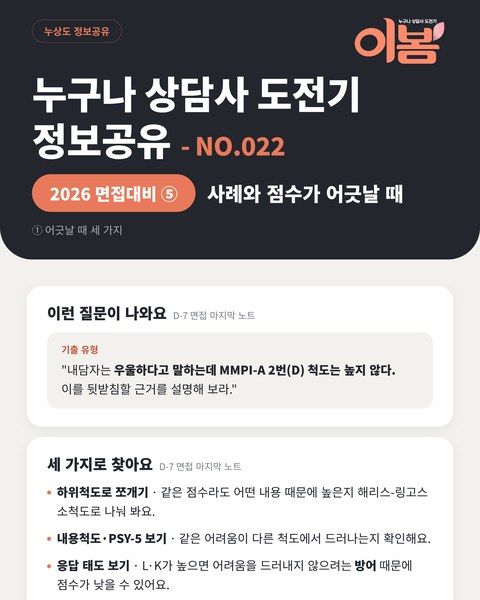 누상도 정보공유
누구나 상담사 도전기
이봄
누구나 상담사 도전기
정보공유 - NO.022
2026 면접대비 ⑤ 사례와 점수가 어긋날 때
① 어긋날 때 세 가지
이런 질문이 나와요 D-7 면접 마지막 노트
기출 유형
"내담자는 우울하다고 말하는데 MMPI-A 2번(D) 척도는 높지 않다.
이를 뒷받침할 근거를 설명해 보라."
세 가지로 찾아요 D-7 면접 마지막 노트
• 하위척도로 쪼개기 · 같은 점수라도 어떤 내용 때문에 높은지 해리스-링고스
소척도로 나눠 봐요.
• 내용척도·PSY-5 보기 · 같은 어려움이 다른 척도에서 드러나는지 확인해요.
• 응답 태도 보기 · L·K가 높으면 어려움을 드러내지 않으려는 방어 때문에
점수가 낮을 수 있어요.